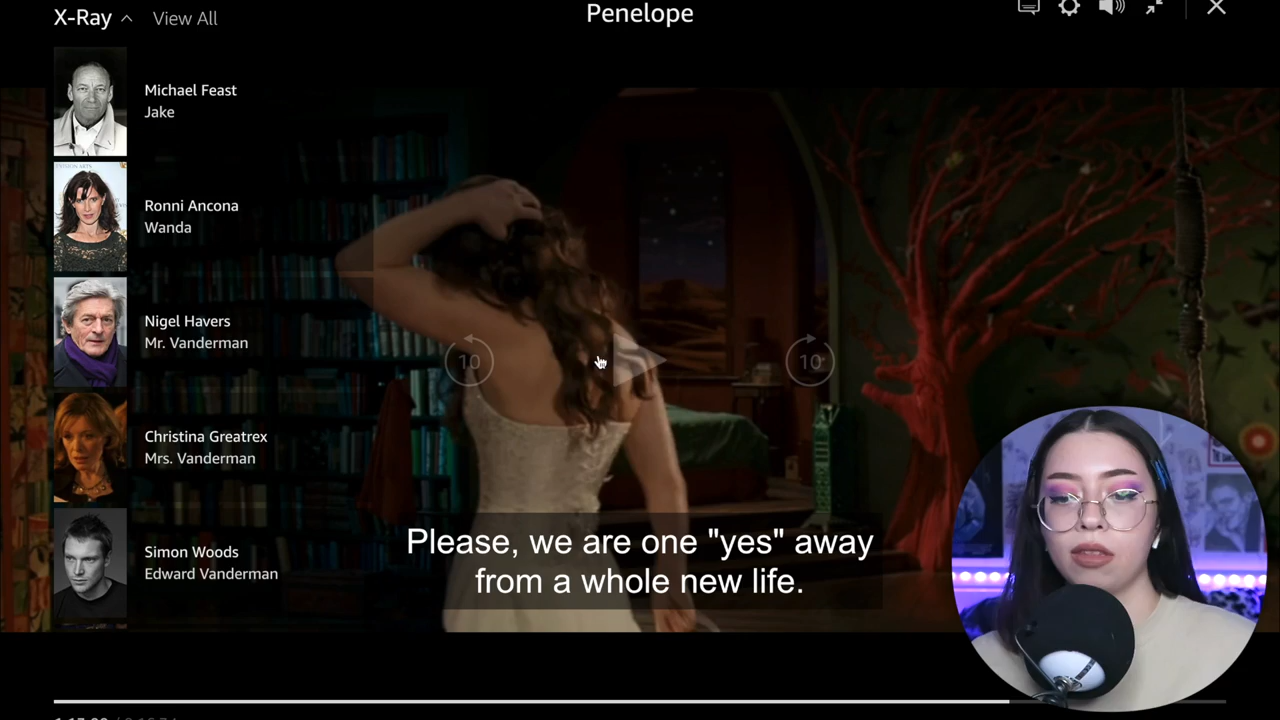 X-Ray View All
Penelope
Michael Feast
Jake
Ronni Ancona
Wanda
Nigel Havers
Mr. Vanderman
Christina Greatrex
Mrs. Vanderman
Simon Woods
Edward Vanderman
10
10
Please, we are one "yes" away
from a whole new life.